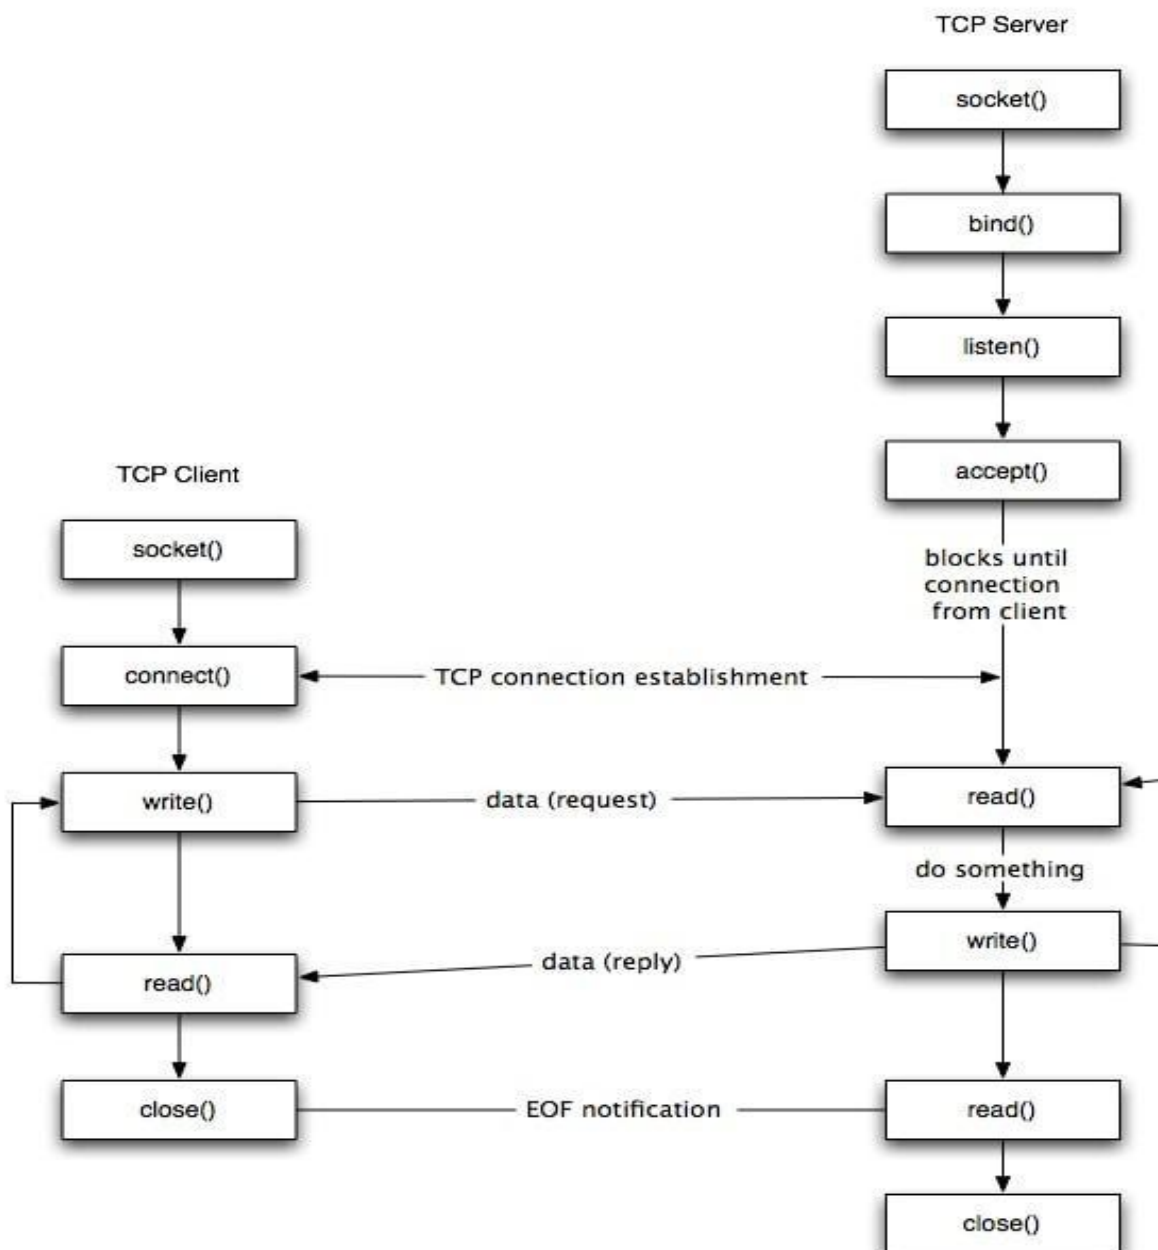 TCP Server
socket()
bind()
listen()
accept()
TCP Client
socket()
blocks until
connection
from client
connect()
TCP connection establishment
write()
data (request)
read()
do something
write()
data (reply)
read()
close()
EOF notification
read()
close()